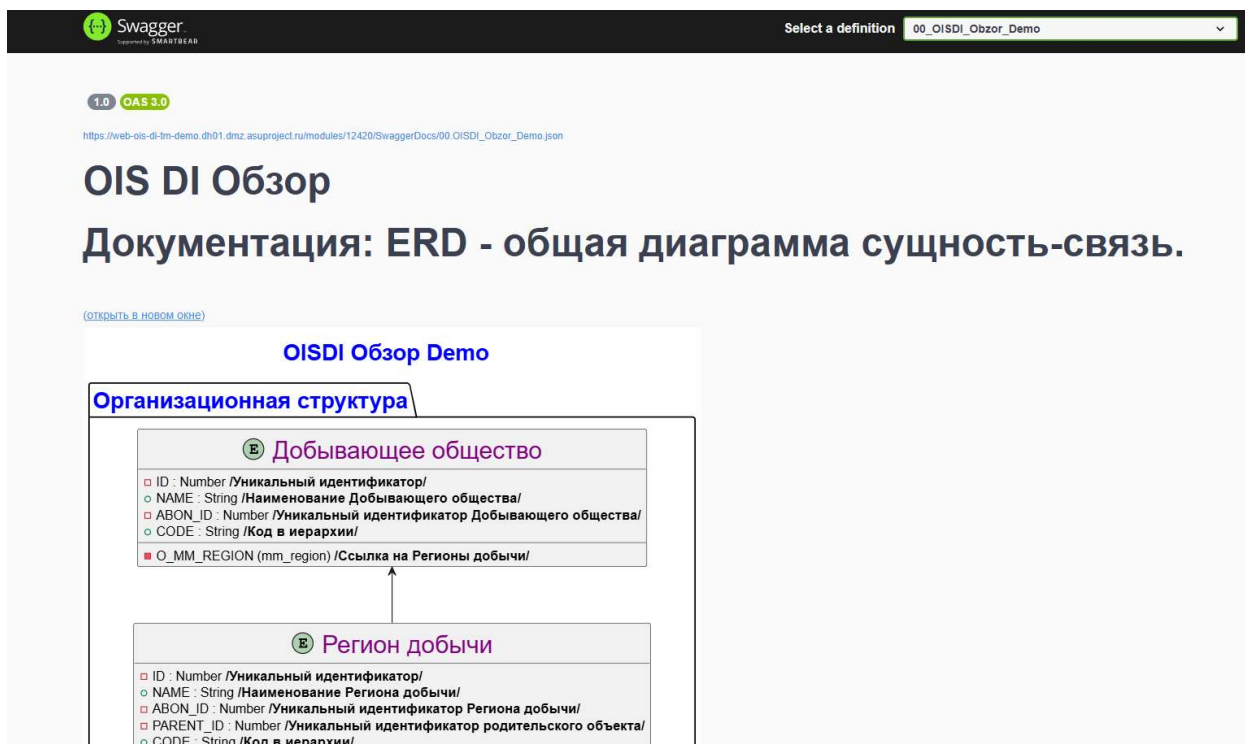 Swagger.
Supported by SMARTBEAR
Select a definition
00_OISDI_Obzor_Demo
1.0 OAS 3.0
https://web-ois-di-tm-demo.dh01.dmz.asuproject.ru/modules/12420/SwaggerDocs/00.OISDI_Obzor_Demo.json
OIS DI Обзор
Документация: ERD - общая диаграмма сущность-связь.
(открыть в новом окне)
OISDI Обзор Demo
Организационная структура
E Добывающее общество
ID : Number /Уникальный идентификатор/
NAME : String /Наименование Добывающего общества/
ABON_ID : Number /Уникальный идентификатор Добывающего общества/
CODE : String /Код в иерархии/
O_MM_REGION (mm_region) /Ссылка на Регионы добычи/
E Регион добычи
ID : Number /Уникальный идентификатор/
NAME : String /Наименование Региона добычи/
ABON_ID : Number /Уникальный идентификатор Региона добычи/
PARENT_ID : Number /Уникальный идентификатор родительского объекта/
CODE : String /Код в иерархии/